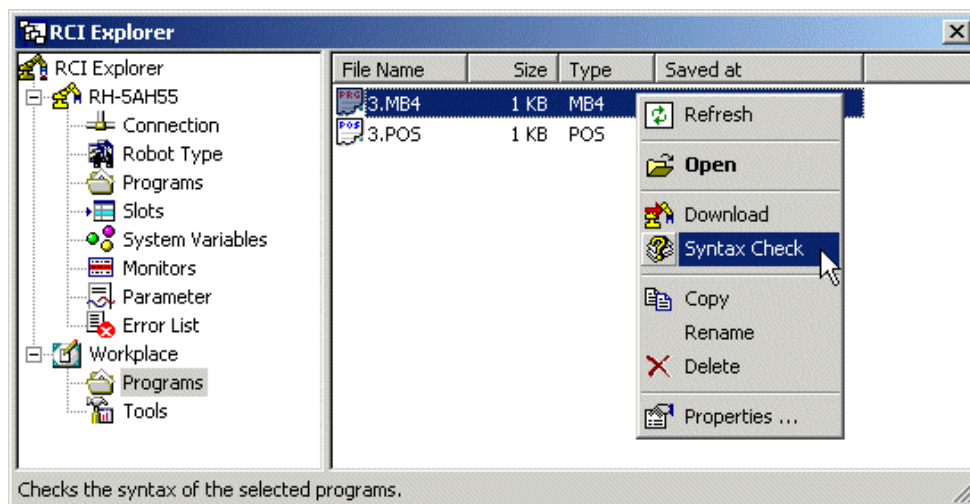 RCI Explorer
RCI Explorer
RH-5AH55
Connection
Robot Type
Programs
Slots
System Variables
Monitors
Parameter
Error List
Workplace
Programs
Tools
File Name Size Type Saved at
PRG 3.MB4 1 KB MB4
POS 3.POS 1 KB POS
Refresh
Open
Download
Syntax Check
Copy
Rename
Delete
Properties ...
Checks the syntax of the selected programs.